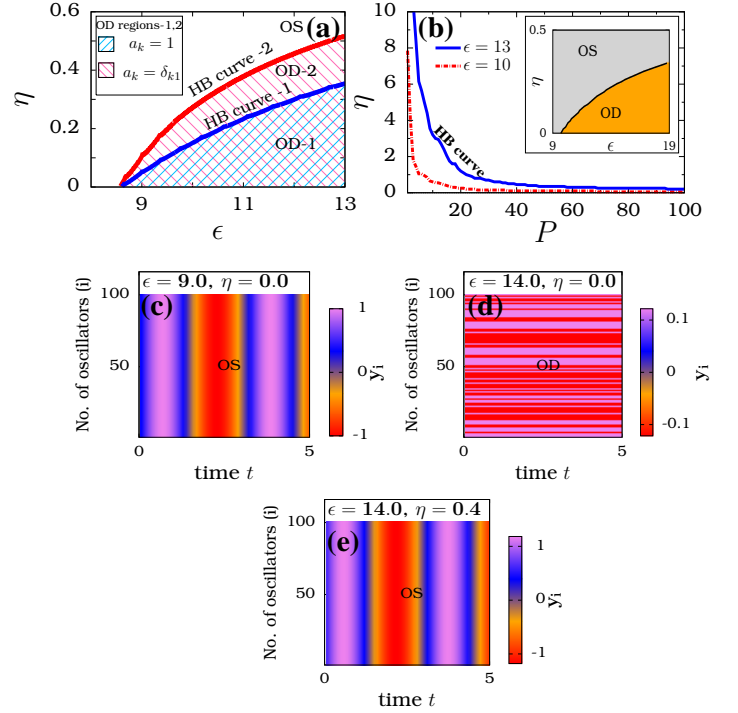 (a)
OD regions-1,2
a_k = 1
a_k = δ_{k1}
OS
HB curve -2
OD-2
HB curve -1
OD-1
η
0.6
0.4
0.2
0
9
11
13
ϵ
(b)
ϵ = 13
ϵ = 10
HB curve
η
10
8
6
4
2
0
20
40
60
80
100
P
0.5
η
0
OS
OD
9
ϵ
19
ϵ = 9.0, η = 0.0
(c)
No. of oscillators (i)
100
50
OS
0
5
time t
1
0
-1
y_i
ϵ = 14.0, η = 0.0
(d)
No. of oscillators (i)
100
50
OD
0
5
time t
0.1
0
-0.1
y_i
ϵ = 14.0, η = 0.4
(e)
No. of oscillators (i)
100
50
OS
0
5
time t
1
0
-1
y_i